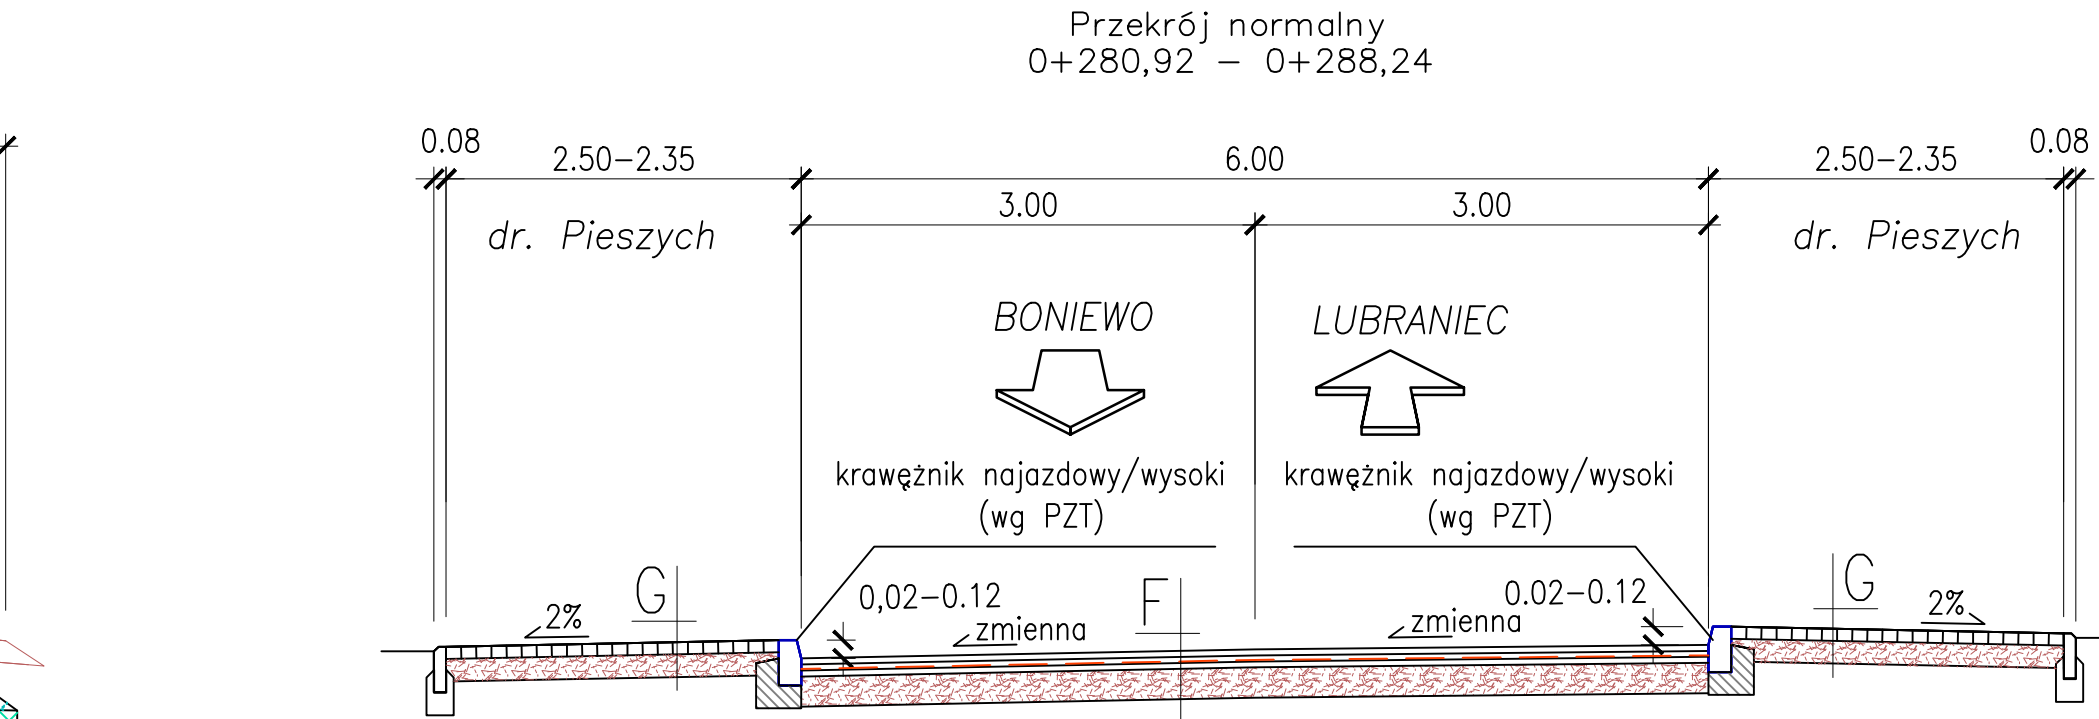 Przekrój normalny
0+280,92 – 0+288,24
0.08
2.50–2.35
6.00
2.50–2.35
0.08
3.00
3.00
dr. Pieszych
dr. Pieszych
BONIEWO
LUBRANIEC
krawężnik najazdowy/wysoki
(wg PZT)
krawężnik najazdowy/wysoki
(wg PZT)
G
2%
0,02–0.12
zmienna
F
0.02–0.12
zmienna
G
2%